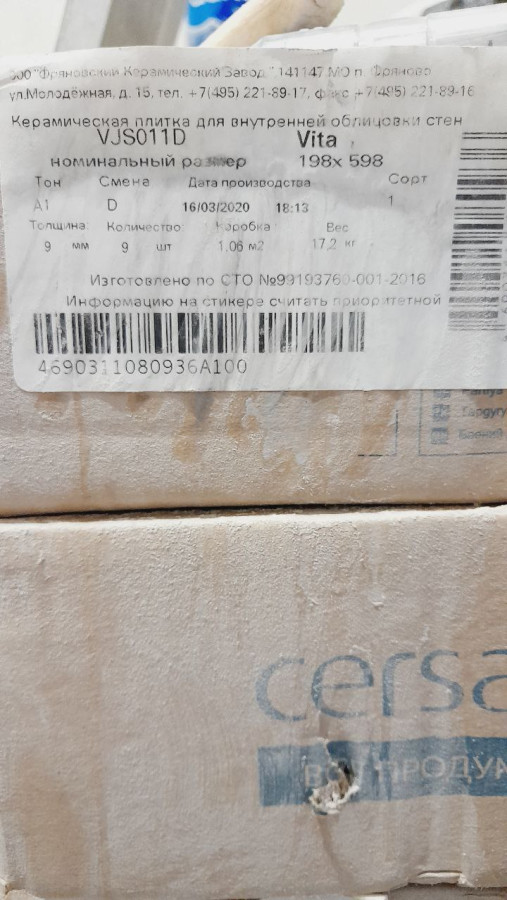 ООО "Фряновский Керамический Завод," 141147.МО п. Фряново
ул.Молодёжная, д. 15, тел. +7(495) 221-89-17, факс +7(495) 221-89-16
Керамическая плитка для внутренней облицовки стен
VJS011D Vita
номинальный размер 198x 598
Тон Смена Дата производства Сорт
A1 D 16/03/2020 18:13 1
Толщина Количество Коробка Вес
9 мм 9 шт 1,06 м2 17,2 кг
Изготовлено по СТО №99193760-001-2016
Информацию на стикере считать приоритетной
4690311080936A100
cersa
ПРОДУК